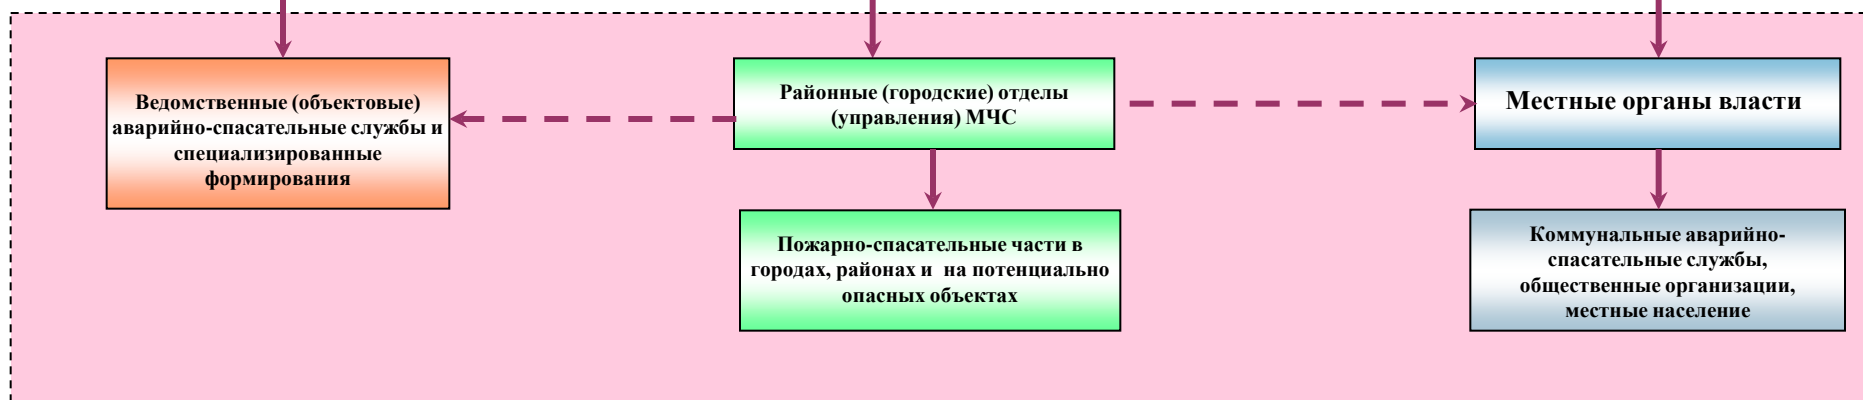 Ведомственные (объектовые)
аварийно-спасательные службы и
специализированные
формирования
Районные (городские) отделы
(управления) МЧС
Местные органы власти
Пожарно-спасательные части в
городах, районах и на потенциально
опасных объектах
Коммунальные аварийно-
спасательные службы,
общественные организации,
местные население